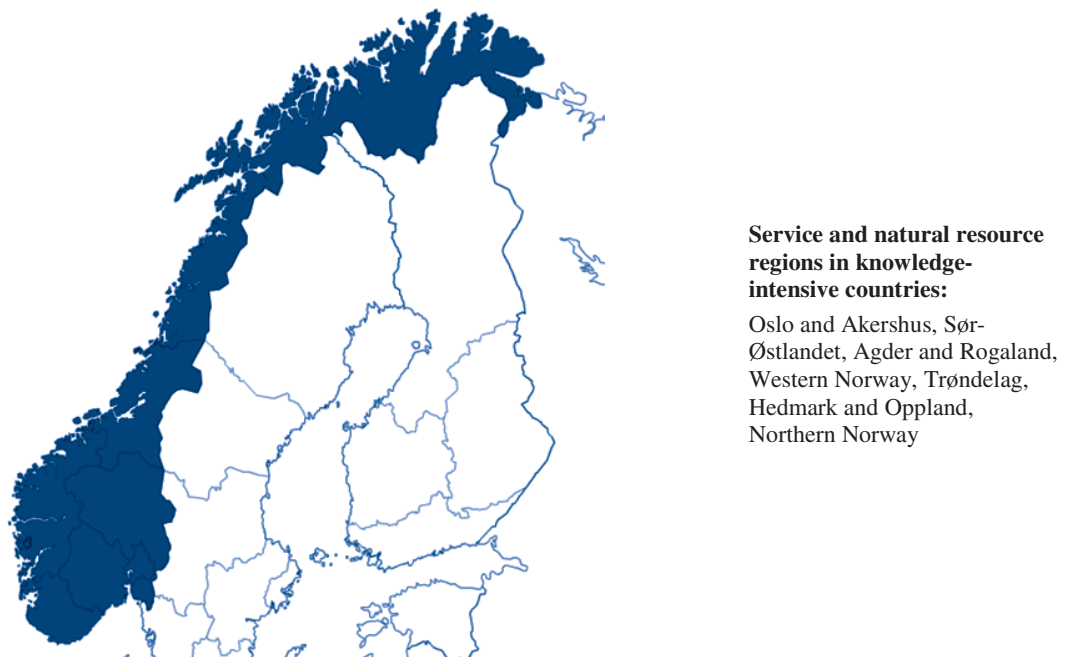 Service and natural resource
regions in knowledge-
intensive countries:
Oslo and Akershus, Sør-
Østlandet, Agder and Rogaland,
Western Norway, Trøndelag,
Hedmark and Oppland,
Northern Norway